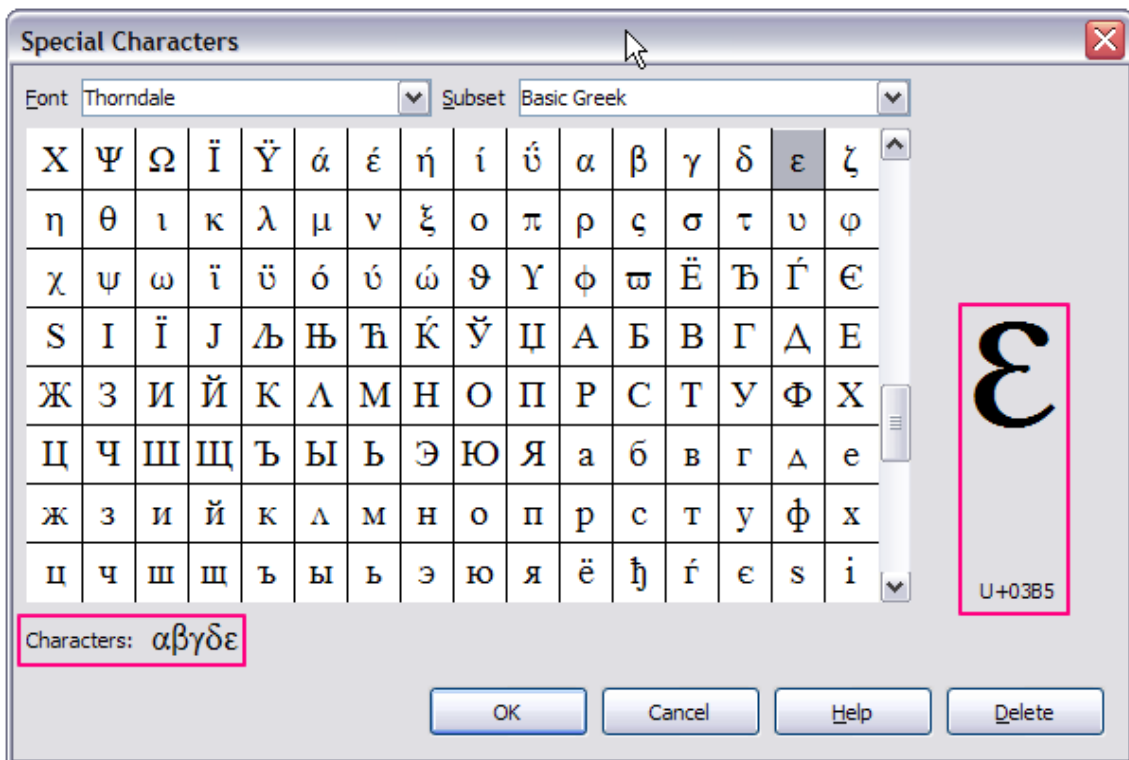 Special Characters
Font Thorndale Subset Basic Greek
Χ Ψ Ω Ϊ Ϋ ά έ ή ί ΰ α β γ δ ε ζ
η θ ι κ λ μ ν ξ ο π ρ ς σ τ υ φ
χ ψ ω ϊ ϋ ό ύ ώ ϑ ϒ ϕ ϖ Ё Ђ Ѓ Є
Ѕ І Ї Ј Љ Њ Ћ Ќ Ў Џ А Б В Г Д Е
Ж З И Й К Л М Н О П Р С Т У Ф Х
Ц Ч Ш Щ Ъ Ы Ь Э Ю Я а б в г д е
ж з и й к л м н о п р с т у ф х
ц ч ш щ ъ ы ь э ю я ё ђ ѓ є ѕ і
ε
U+03B5
Characters: αβγδε
OK Cancel Help Delete